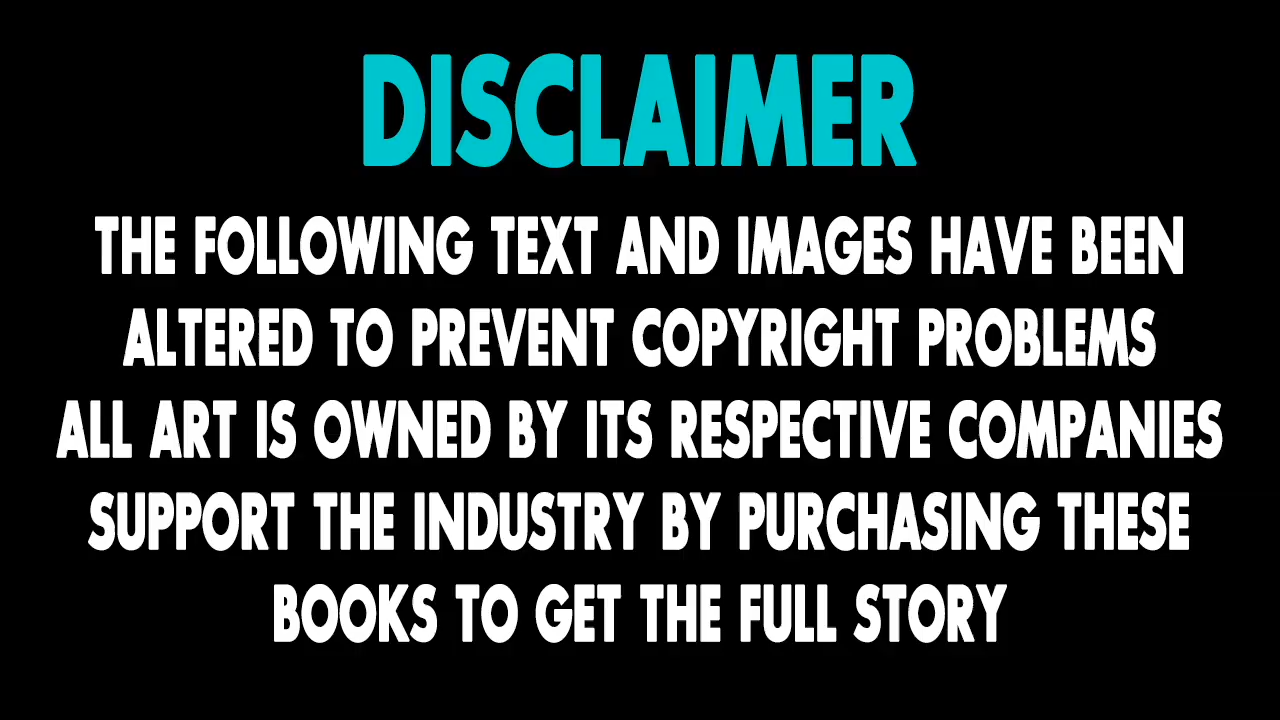 DISCLAIMER
THE FOLLOWING TEXT AND IMAGES HAVE BEEN
ALTERED TO PREVENT COPYRIGHT PROBLEMS
ALL ART IS OWNED BY ITS RESPECTIVE COMPANIES
SUPPORT THE INDUSTRY BY PURCHASING THESE
BOOKS TO GET THE FULL STORY